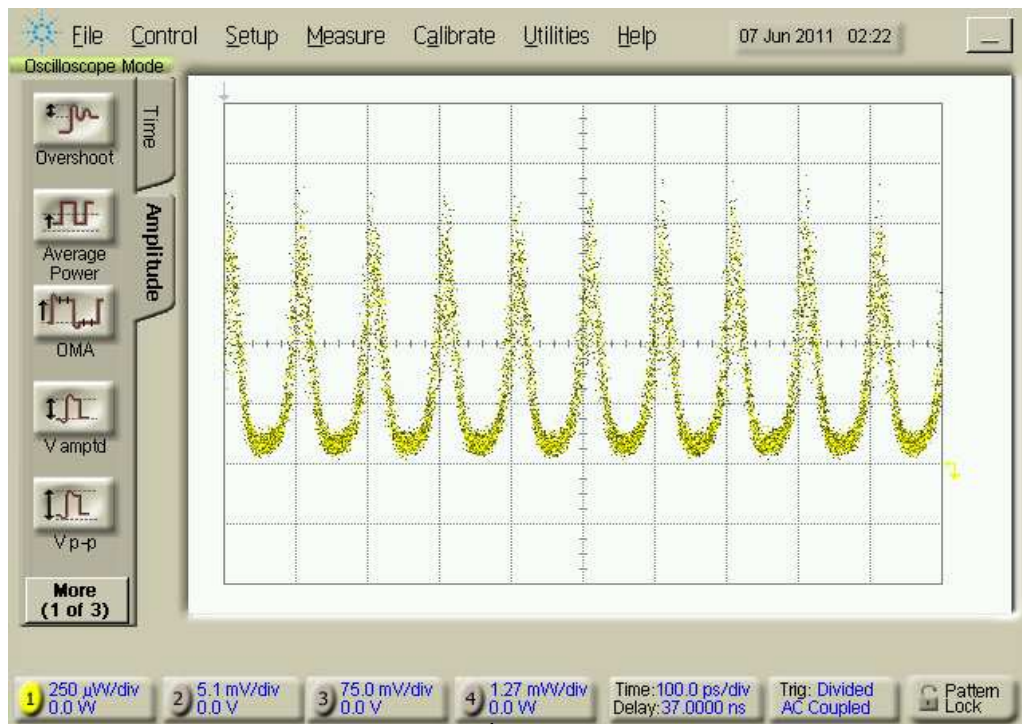 File Control Setup Measure Calibrate Utilities Help 07 Jun 2011 02:22
Oscilloscope Mode
Time
Amplitude
Overshoot
Average
Power
OMA
V amptd
V p-p
More
(1 of 3)
1 250 µW/div
0.0 W
2 5.1 mV/div
0.0 V
3 75.0 mV/div
0.0 V
4 1.27 mW/div
0.0 W
Time:100.0 ps/div
Delay:37.0000 ns
Trig: Divided
AC Coupled
Pattern
Lock